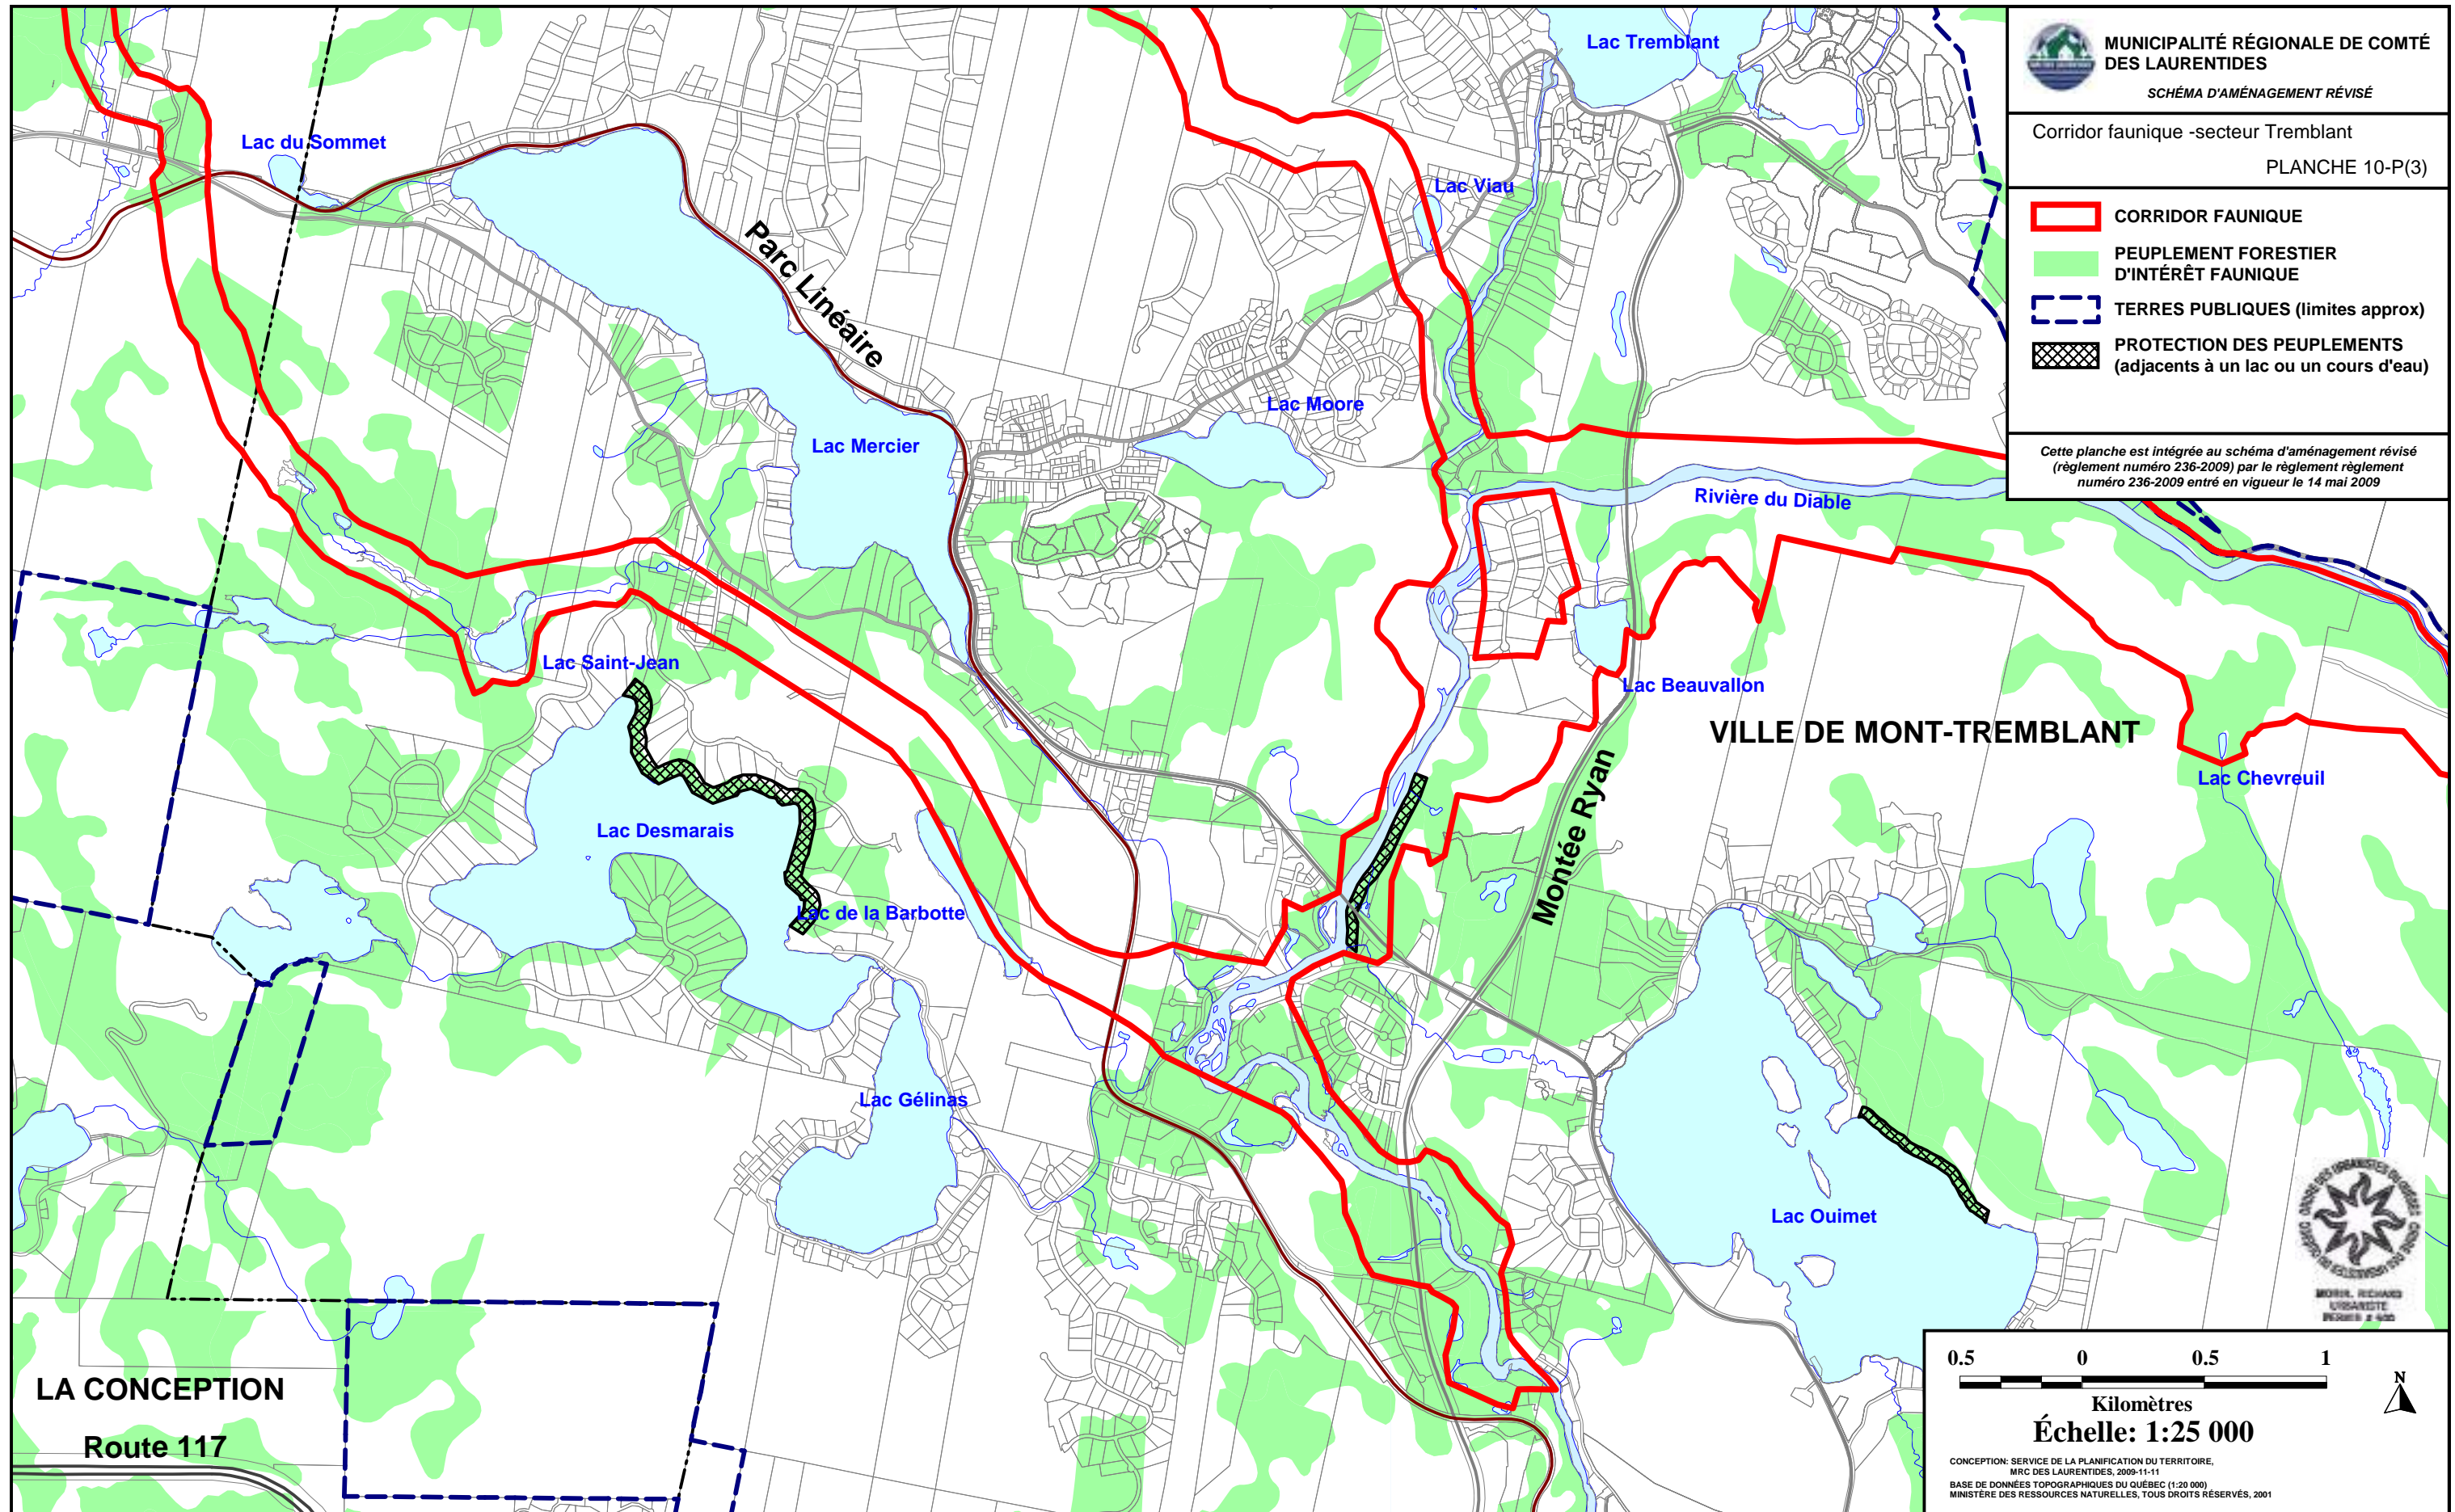 MUNICIPALITÉ RÉGIONALE DE COMTÉ
DES LAURENTIDES
SCHÉMA D'AMÉNAGEMENT RÉVISÉ
Corridor faunique -secteur Tremblant
PLANCHE 10-P(3)
CORRIDOR FAUNIQUE
PEUPLEMENT FORESTIER
D'INTÉRÊT FAUNIQUE
TERRES PUBLIQUES (limites approx)
PROTECTION DES PEUPLEMENTS
(adjacents à un lac ou un cours d'eau)
Cette planche est intégrée au schéma d'aménagement révisé
(règlement numéro 236-2009) par le règlement règlement
numéro 236-2009 entré en vigueur le 14 mai 2009
Lac Tremblant
Lac du Sommet
Lac Viau
Parc Linéaire
Lac Moore
Lac Mercier
Rivière du Diable
Lac Saint-Jean
Lac Beauvallon
VILLE DE MONT-TREMBLANT
Lac Chevreuil
Montée Ryan
Lac Desmarais
Lac de la Barbotte
Lac Gélinas
Lac Ouimet
LA CONCEPTION
Route 117
MORIN, RICHARD
URBANISTE
0.5 0 0.5 1
Kilomètres
Échelle: 1:25 000
N
CONCEPTION: SERVICE DE LA PLANIFICATION DU TERRITOIRE,
MRC DES LAURENTIDES, 2009-11-11
BASE DE DONNÉES TOPOGRAPHIQUES DU QUÉBEC (1:20 000)
MINISTÈRE DES RESSOURCES NATURELLES, TOUS DROITS RÉSERVÉS, 2001